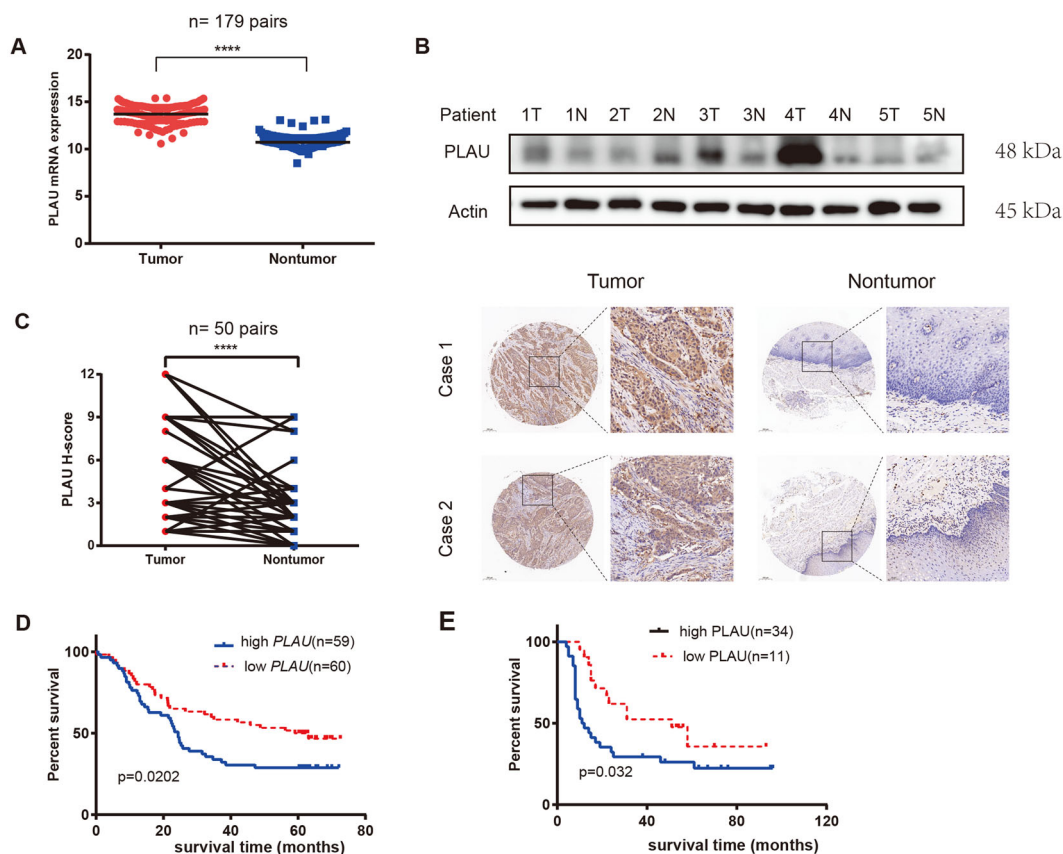 A
n= 179 pairs
****
PLAU mRNA expression
20
15
10
5
0
Tumor Nontumor
B
Patient 1T 1N 2T 2N 3T 3N 4T 4N 5T 5N
PLAU 48 kDa
Actin 45 kDa
C
n= 50 pairs
****
PLAU H-score
12
9
6
3
0
Tumor Nontumor
Tumor Nontumor
Case 1
Case 2
D
high PLAU(n=59)
low PLAU(n=60)
Percent survival
100
50
0
p=0.0202
0 20 40 60 80
survival time (months)
E
high PLAU(n=34)
low PLAU(n=11)
Percent survival
100
50
0
p=0.032
0 40 80 120
survival time (months)